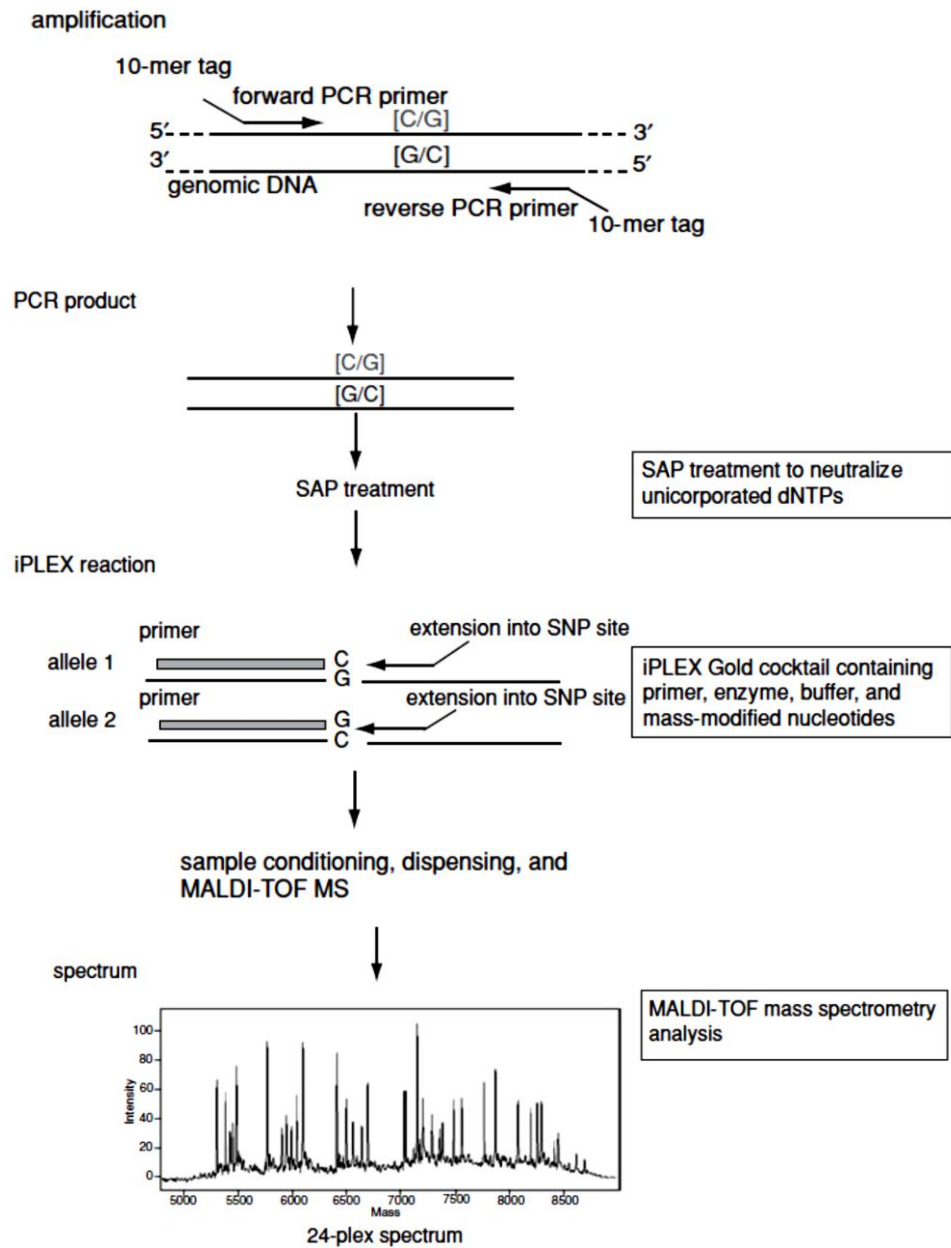 amplification
10-mer tag
forward PCR primer
[C/G]
5′
3′
[G/C]
3′
5′
genomic DNA
reverse PCR primer
10-mer tag
PCR product
[C/G]
[G/C]
SAP treatment
SAP treatment to neutralize
unicorporated dNTPs
iPLEX reaction
primer
extension into SNP site
allele 1
C
G
primer
extension into SNP site
allele 2
G
C
iPLEX Gold cocktail containing
primer, enzyme, buffer, and
mass-modified nucleotides
sample conditioning, dispensing, and
MALDI-TOF MS
spectrum
MALDI-TOF mass spectrometry
analysis
100
80
60
40
20
0
Intensity
5000 5500 6000 6500 7000 7500 8000 8500
Mass
24-plex spectrum